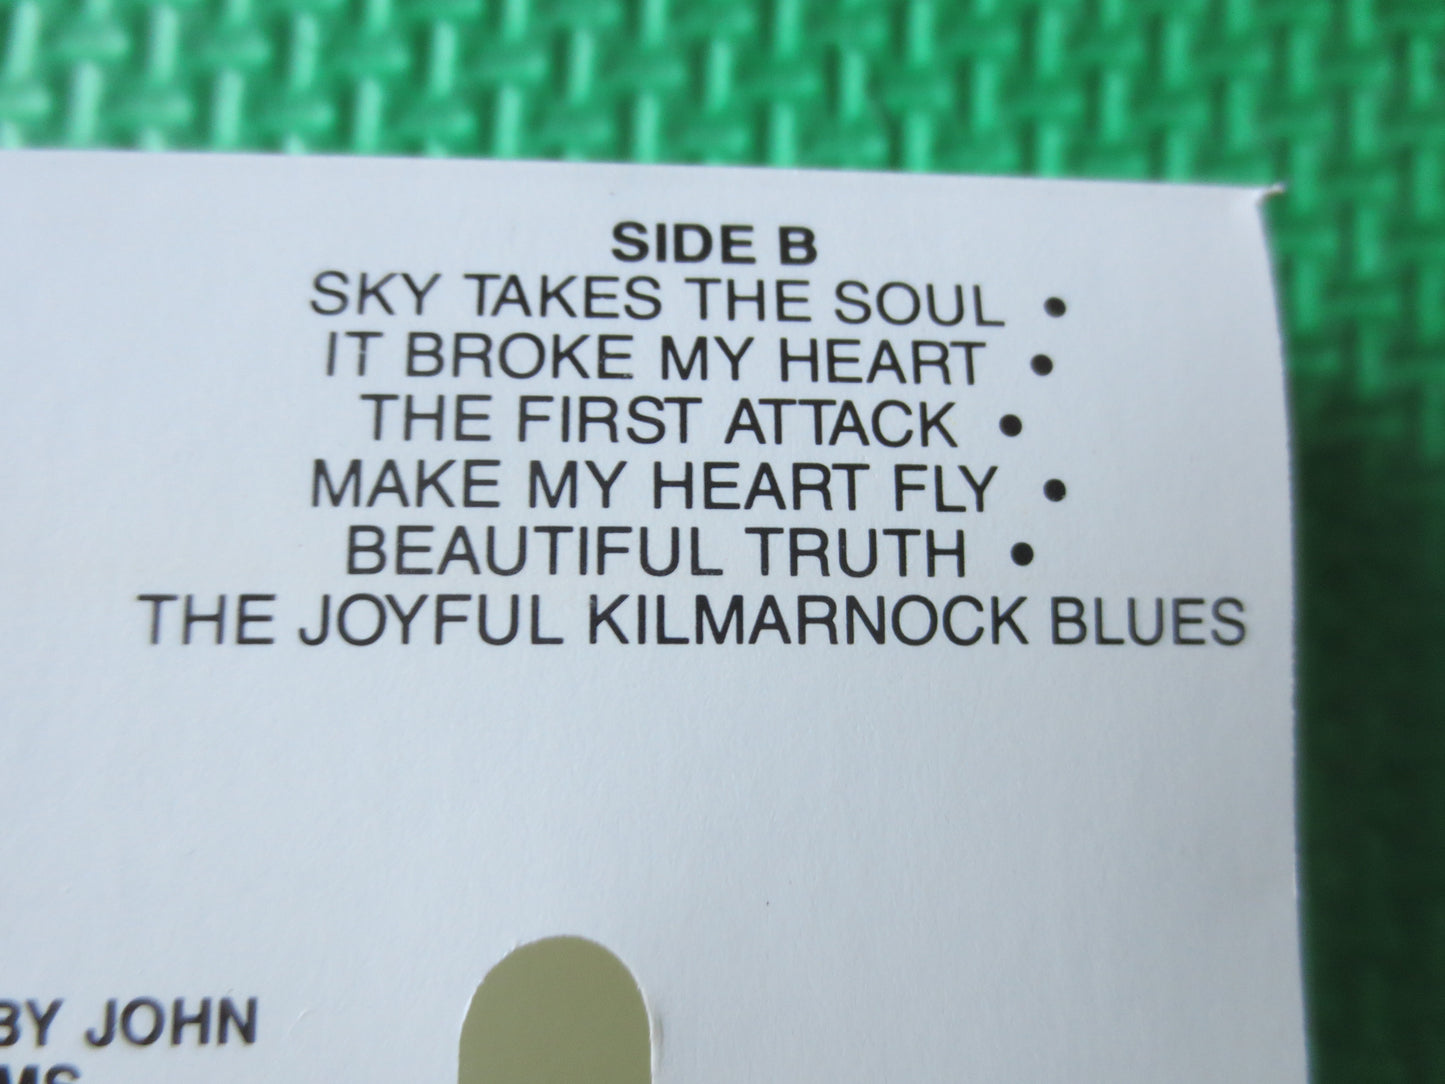 SIDE B
SKY TAKES THE SOUL •
IT BROKE MY HEART •
THE FIRST ATTACK •
MAKE MY HEART FLY •
BEAUTIFUL TRUTH •
THE JOYFUL KILMARNOCK BLUES
BY JOHN